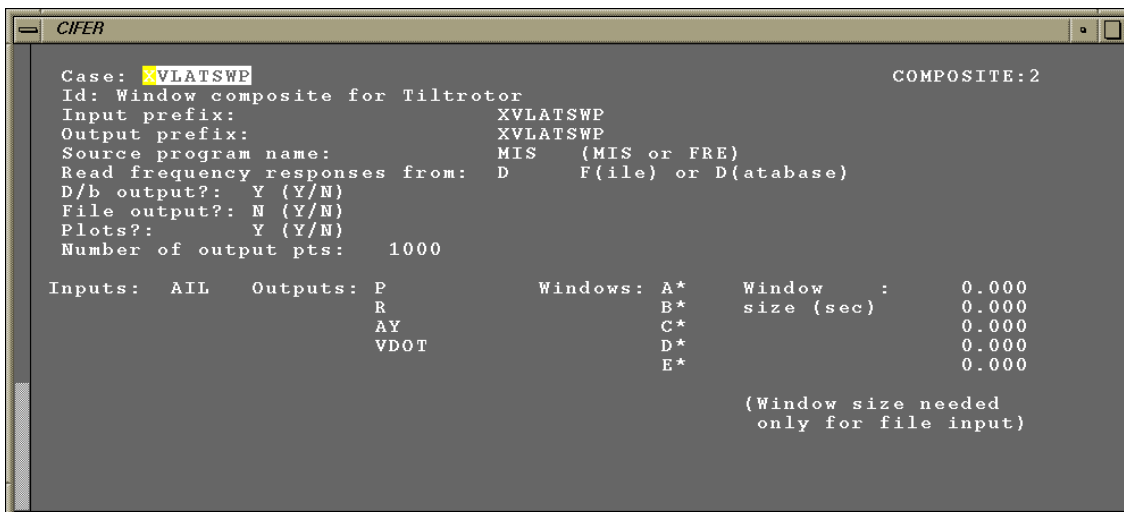 CIFER
Case: XVLATSWP COMPOSITE:2
Id: Window composite for Tiltrotor
Input prefix: XVLATSWP
Output prefix: XVLATSWP
Source program name: MIS (MIS or FRE)
Read frequency responses from: D F(ile) or D(atabase)
D/b output?: Y (Y/N)
File output?: N (Y/N)
Plots?: Y (Y/N)
Number of output pts: 1000
Inputs: AIL Outputs: P Windows: A* Window : 0.000
R B* size (sec) 0.000
AY C* 0.000
VDOT D* 0.000
E* 0.000
(Window size needed
only for file input)